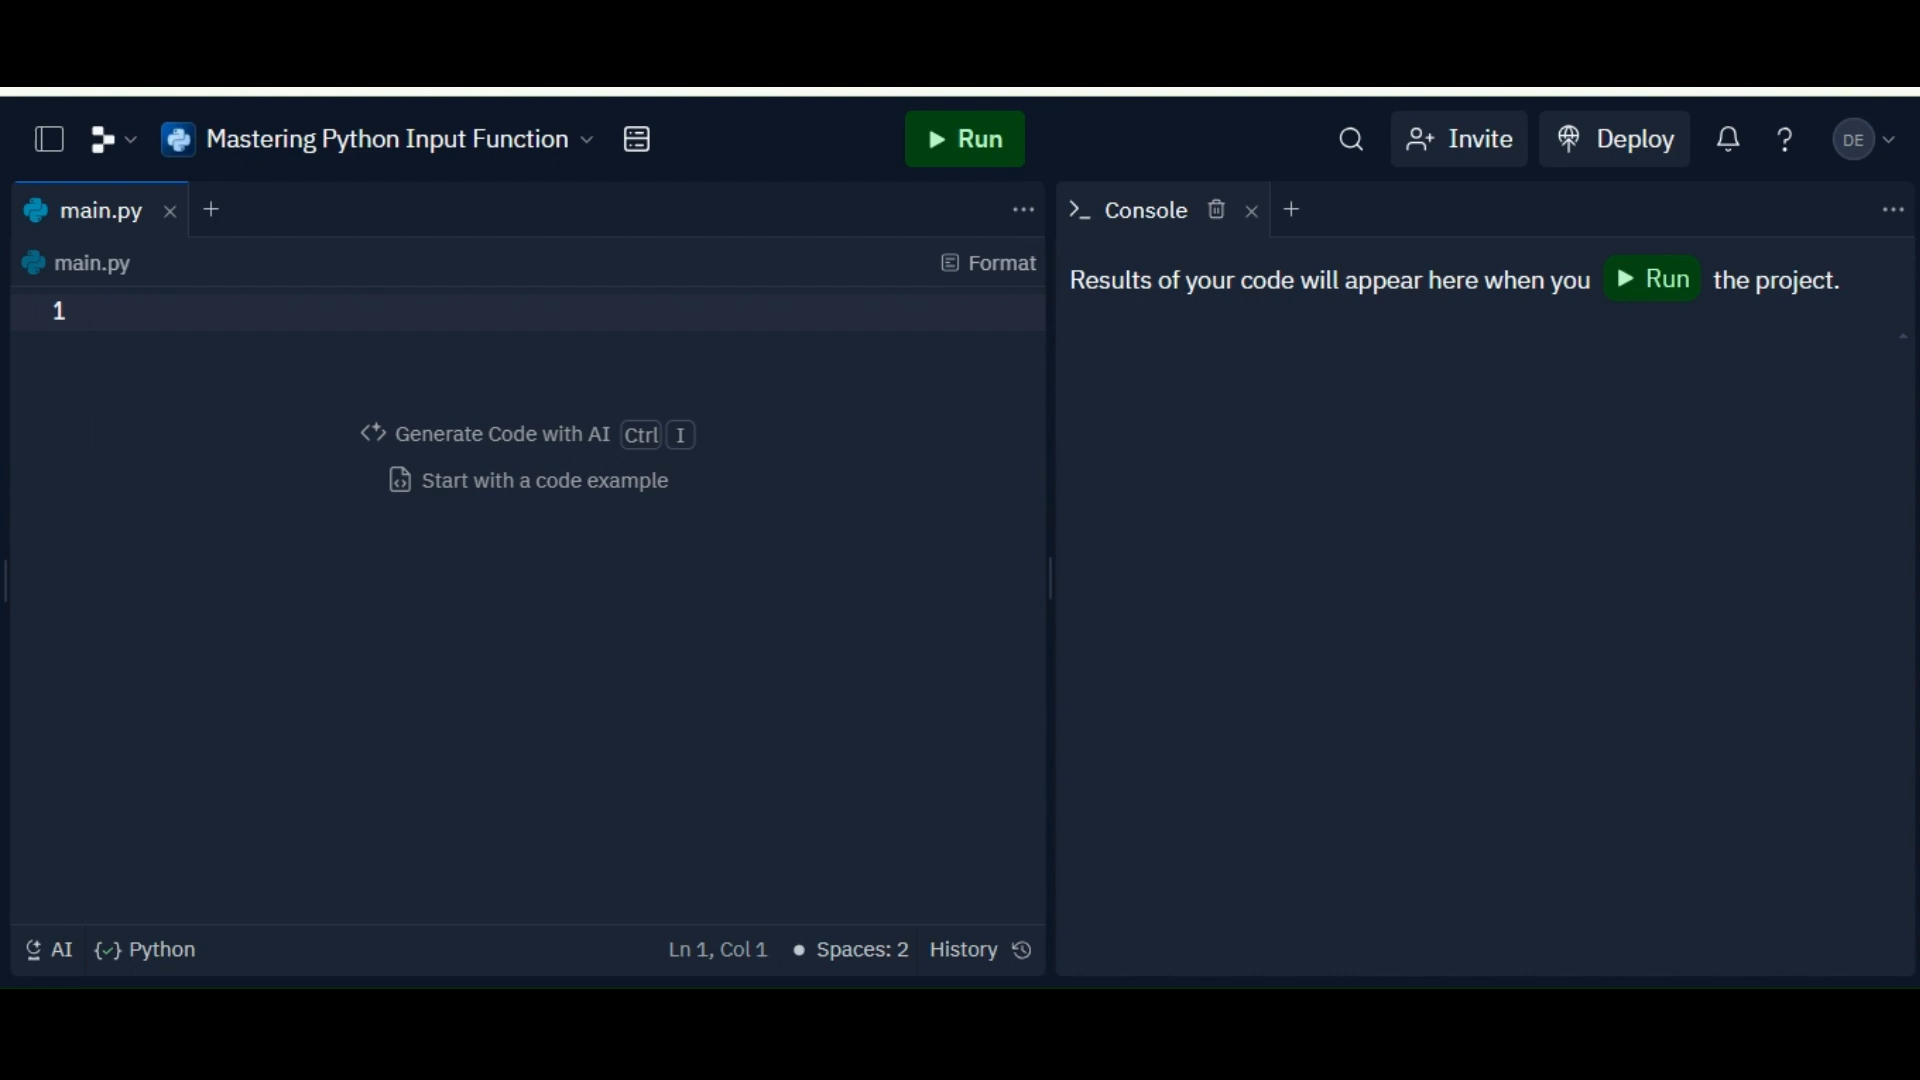 Mastering Python Input Function
Run
Invite
Deploy
DE
main.py
Console
main.py
Format
Results of your code will appear here when you Run the project.
1
Generate Code with AI Ctrl I
Start with a code example
AI
Python
Ln 1, Col 1
Spaces: 2
History